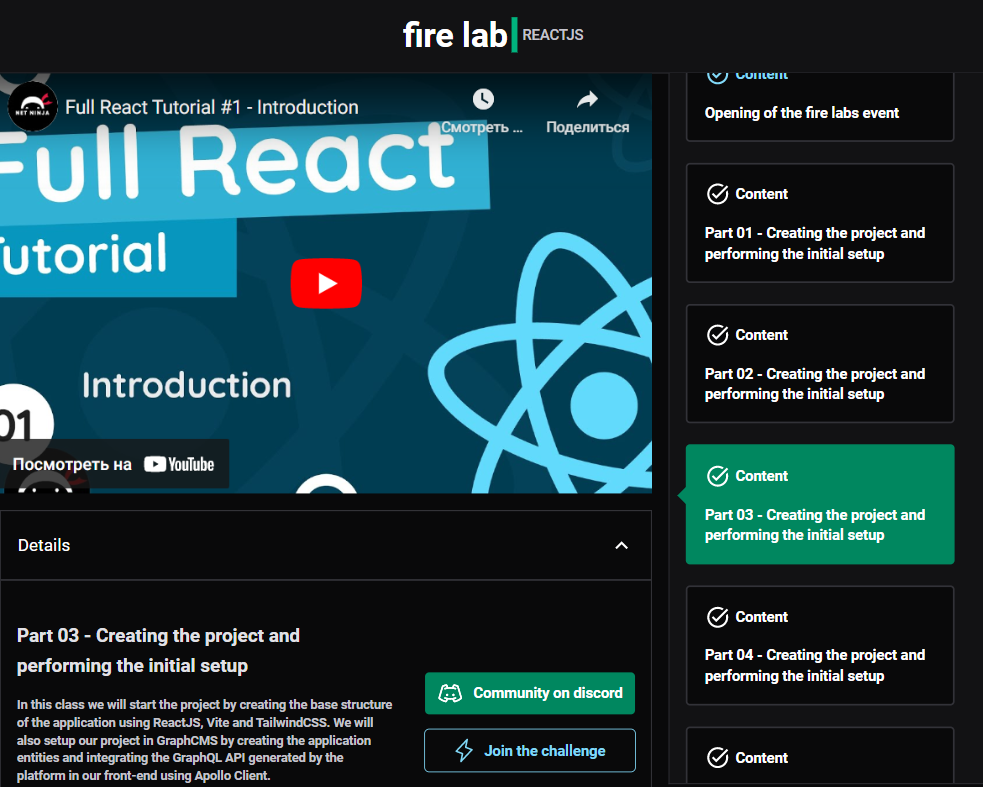 fire lab REACTJS
NET NINJA
Full React Tutorial #1 - Introduction
Смотреть ...
Поделиться
Full React
Tutorial
Introduction
01
Посмотреть на YouTube
Details
Part 03 - Creating the project and
performing the initial setup
In this class we will start the project by creating the base structure
of the application using ReactJS, Vite and TailwindCSS. We will
also setup our project in GraphCMS by creating the application
entities and integrating the GraphQL API generated by the
platform in our front-end using Apollo Client.
Community on discord
Join the challenge
Content
Opening of the fire labs event
Content
Part 01 - Creating the project and
performing the initial setup
Content
Part 02 - Creating the project and
performing the initial setup
Content
Part 03 - Creating the project and
performing the initial setup
Content
Part 04 - Creating the project and
performing the initial setup
Content